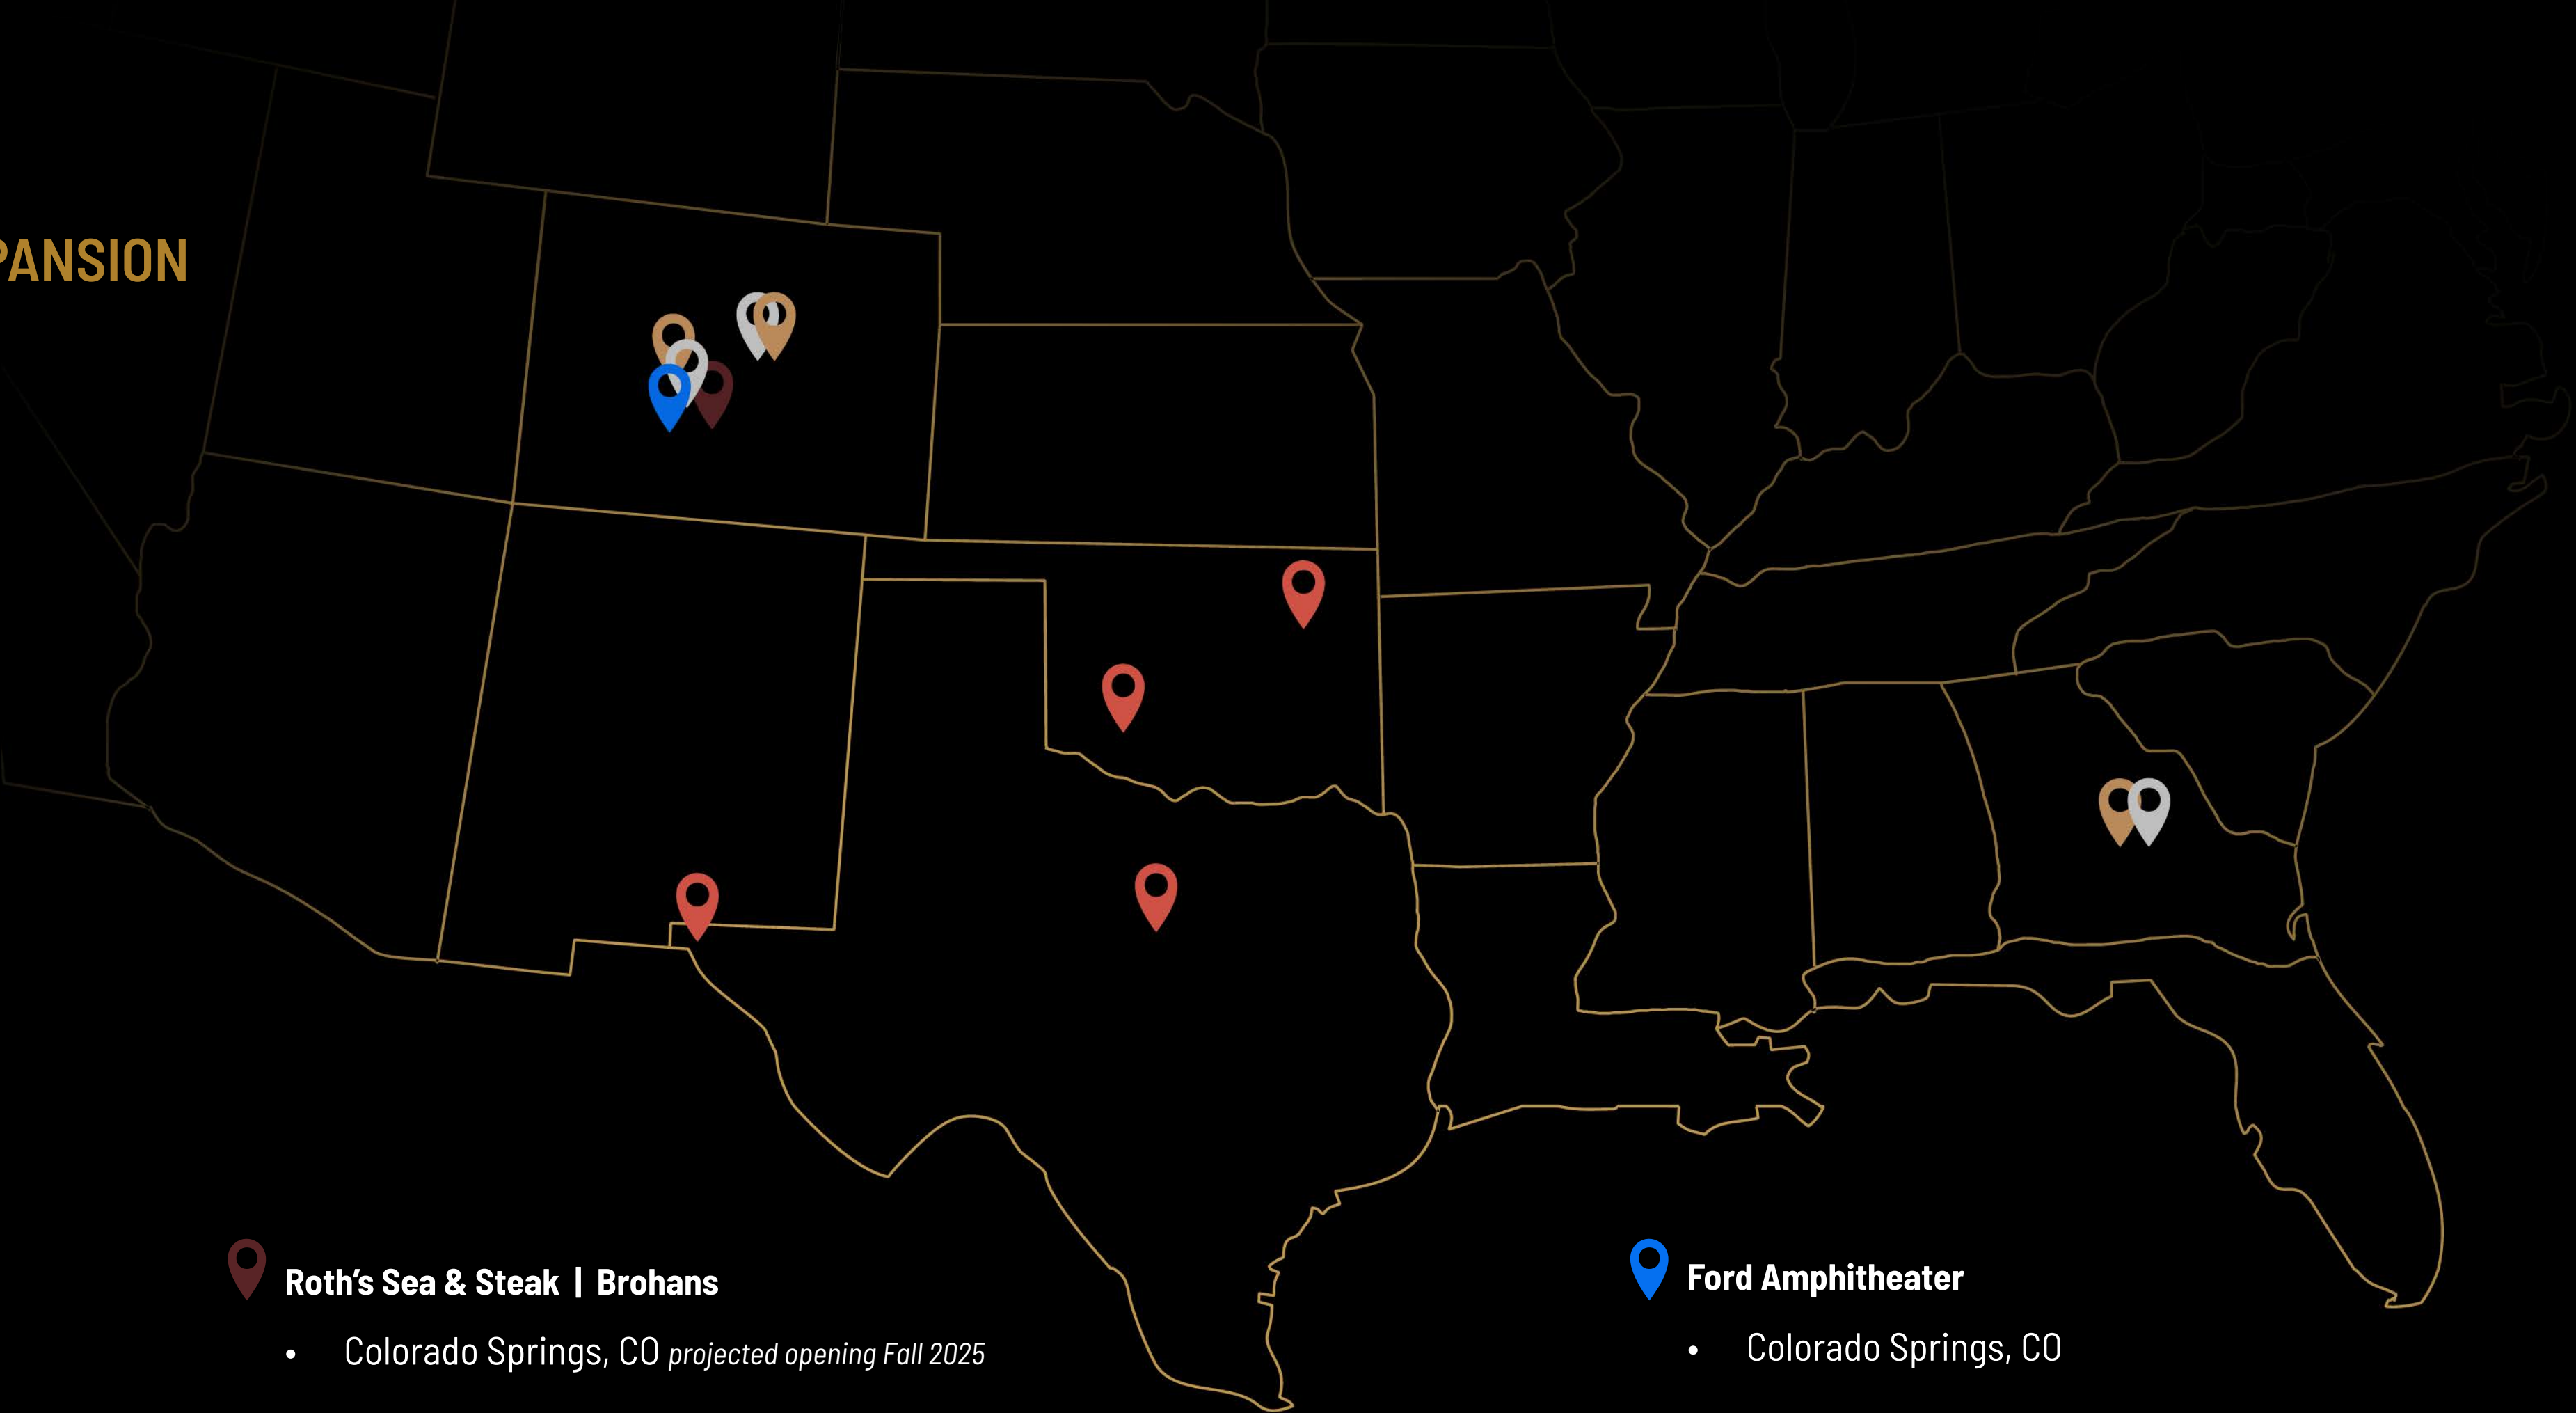 PANSION
Roth’s Sea & Steak | Brohans
• Colorado Springs, CO projected opening Fall 2025
Ford Amphitheater
• Colorado Springs, CO